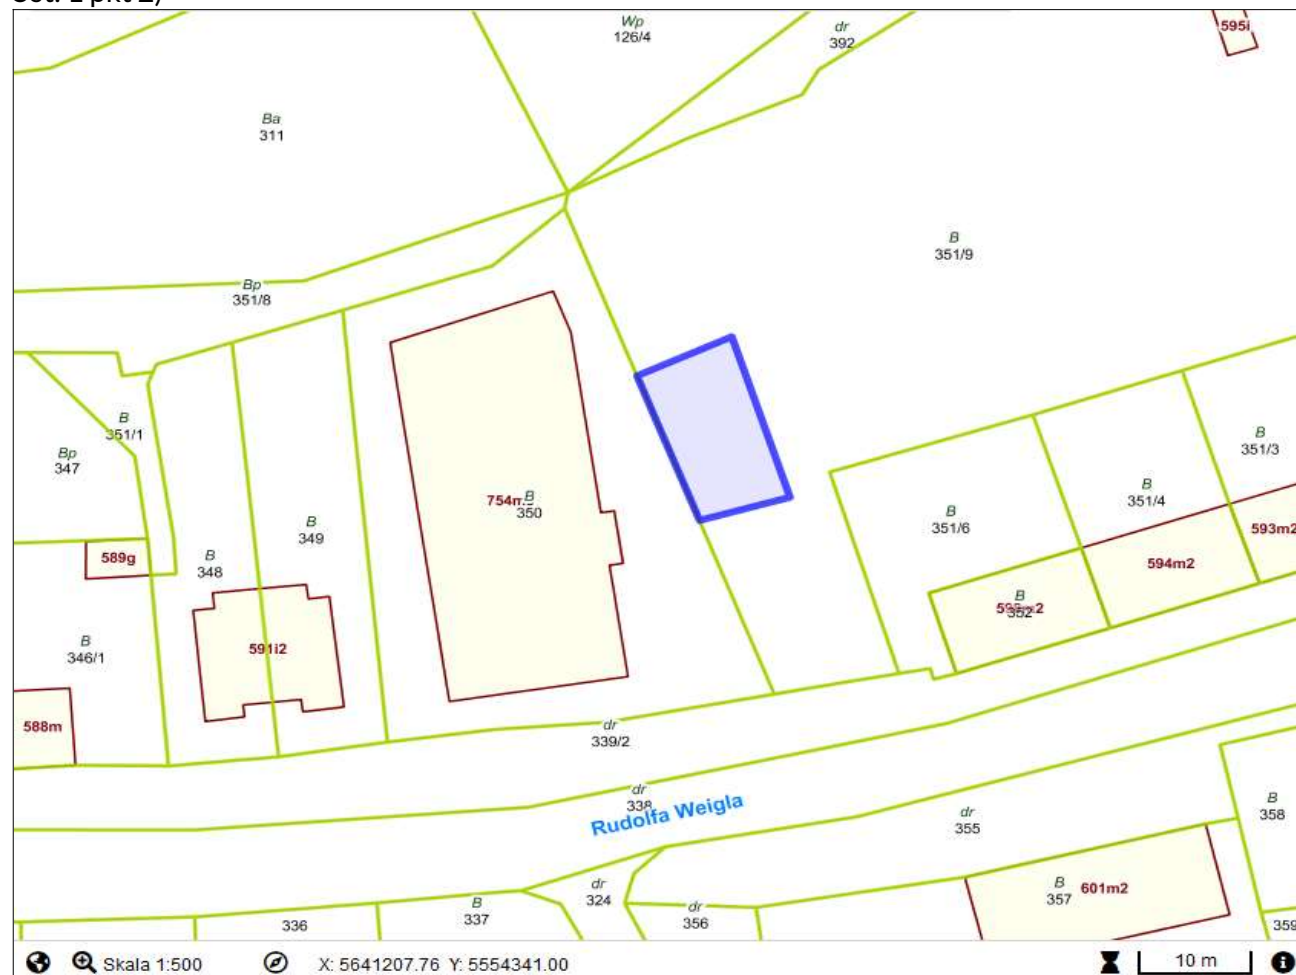 Wp
126/4
dr
392
595i
Ba
311
B
351/9
Bp
351/8
B
351/1
Bp
347
B
351/3
B
351/4
B
350
B
351/6
593m2
B
349
589g
B
348
594m2
B
352
B
346/1
591i2
588m
dr
339/2
dr
338
Rudolfa Weigla
dr
355
B
358
B
357
601m2
dr
324
B
337
dr
356
336
359
Skala 1:500
X: 5641207.76 Y: 5554341.00
10 m